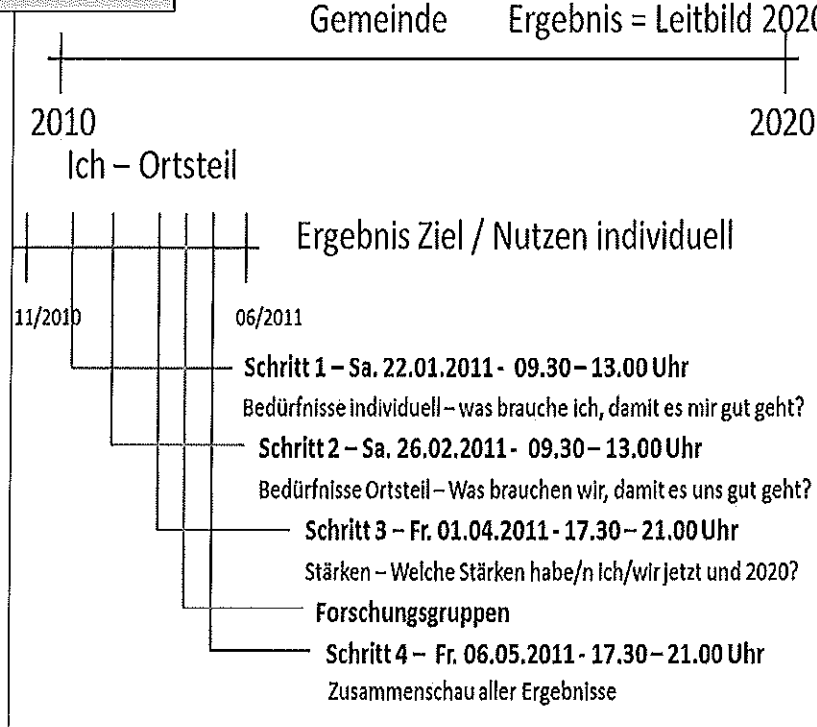 Gemeinde Ergebnis = Leitbild 2020
2010 2020
Ich – Ortsteil
Ergebnis Ziel / Nutzen individuell
11/2010 06/2011
Schritt 1 – Sa. 22.01.2011 - 09.30 – 13.00 Uhr
Bedürfnisse individuell – was brauche ich, damit es mir gut geht?
Schritt 2 – Sa. 26.02.2011 - 09.30 – 13.00 Uhr
Bedürfnisse Ortsteil – Was brauchen wir, damit es uns gut geht?
Schritt 3 – Fr. 01.04.2011 - 17.30 – 21.00 Uhr
Stärken – Welche Stärken habe/n ich/wir jetzt und 2020?
Forschungsgruppen
Schritt 4 – Fr. 06.05.2011 - 17.30 – 21.00 Uhr
Zusammenschau aller Ergebnisse